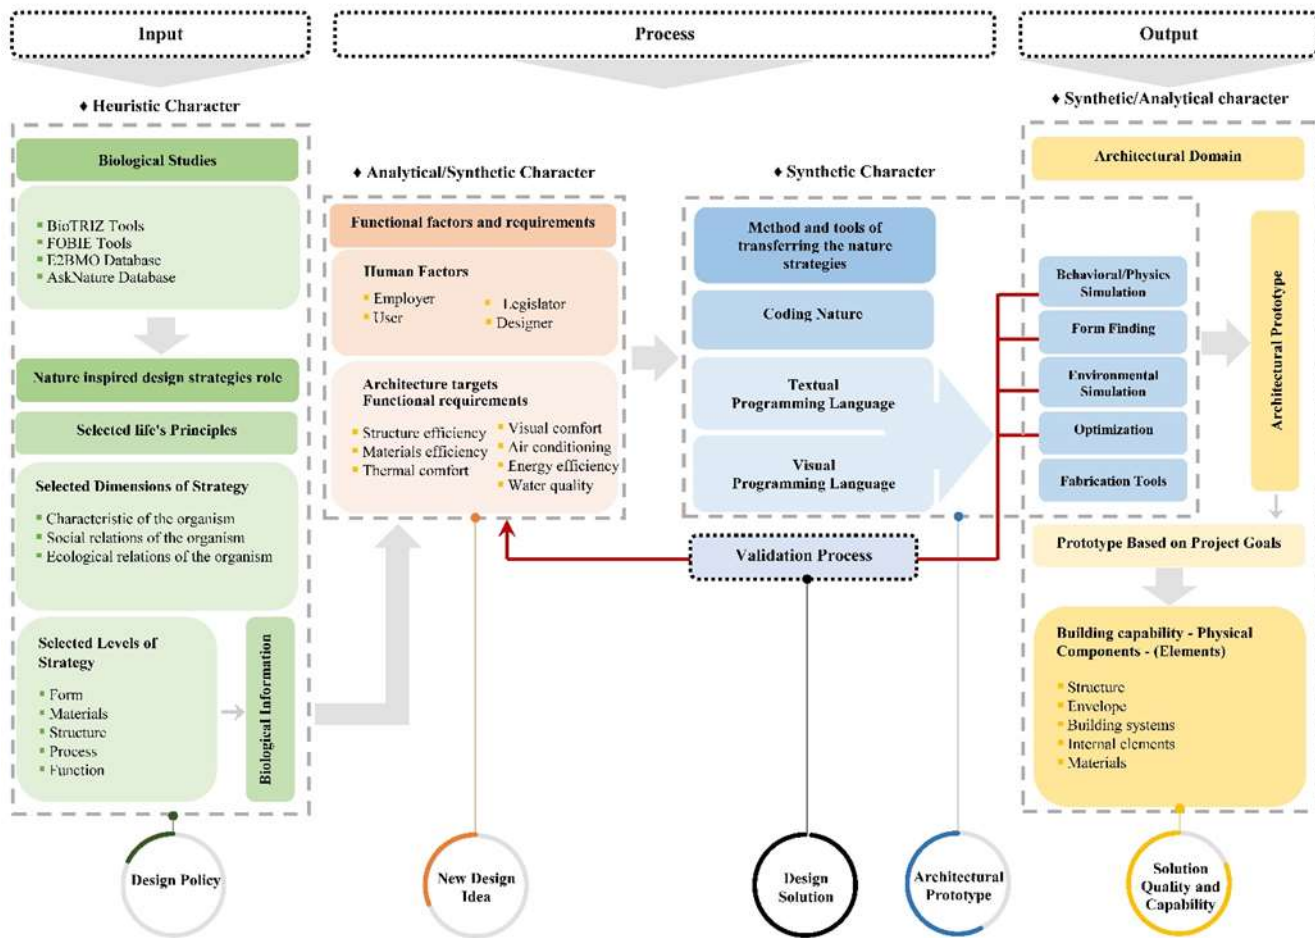 Input
Process
Output
♦ Heuristic Character
Biological Studies
BioTRIZ Tools
FOBIE Tools
E2BMO Database
AskNature Database
Nature inspired design strategies role
Selected life's Principles
Selected Dimensions of Strategy
Characteristic of the organism
Social relations of the organism
Ecological relations of the organism
Selected Levels of
Strategy
Form
Materials
Structure
Process
Function
Biological Information
♦ Analytical/Synthetic Character
Functional factors and requirements
Human Factors
Employer
User
Legislator
Designer
Architecture targets
Functional requirements
Structure efficiency
Materials efficiency
Thermal comfort
Visual comfort
Air conditioning
Energy efficiency
Water quality
♦ Synthetic Character
Method and tools of
transferring the nature
strategies
Coding Nature
Textual
Programming Language
Visual
Programming Language
Validation Process
♦ Synthetic/Analytical character
Architectural Domain
Behavioral/Physics
Simulation
Form Finding
Environmental
Simulation
Optimization
Fabrication Tools
Architectural Prototype
Prototype Based on Project Goals
Building capability - Physical
Components - (Elements)
Structure
Envelope
Building systems
Internal elements
Materials
Design Policy
New Design
Idea
Design
Solution
Architectural
Prototype
Solution
Quality and
Capability